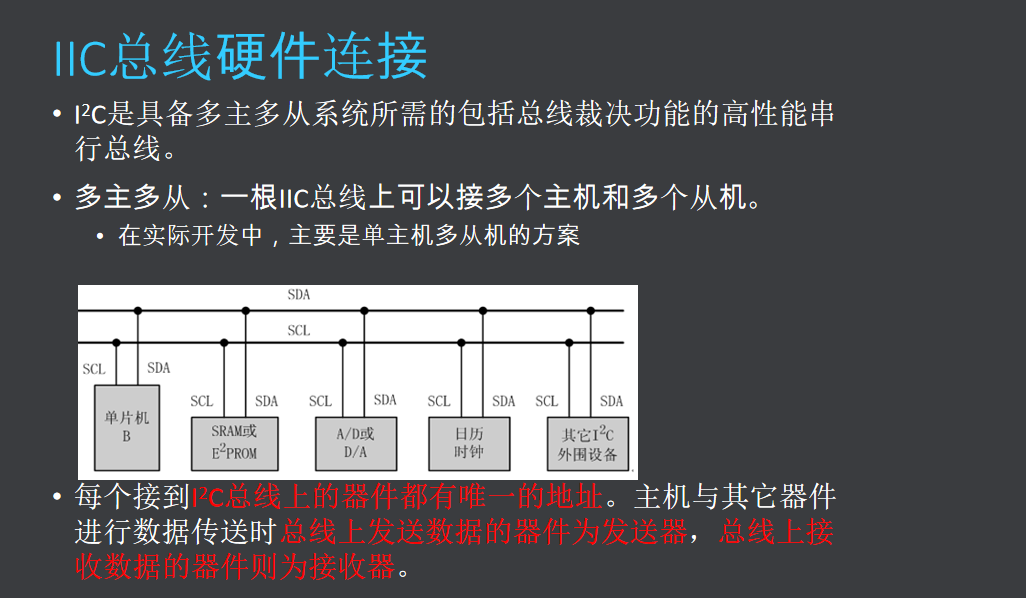 IIC总线硬件连接
• I²C是具备多主多从系统所需的包括总线裁决功能的高性能串
行总线。
• 多主多从：一根IIC总线上可以接多个主机和多个从机。
• 在实际开发中，主要是单主机多从机的方案
SDA
SCL
SCL SDA
SCL SDA SCL SDA SCL SDA SCL SDA
单片机
B
SRAM或
E²PROM
A/D或
D/A
日历
时钟
其它I²C
外围设备
• 每个接到I²C总线上的器件都有唯一的地址。主机与其它器件
进行数据传送时总线上发送数据的器件为发送器，总线上接
收数据的器件则为接收器。